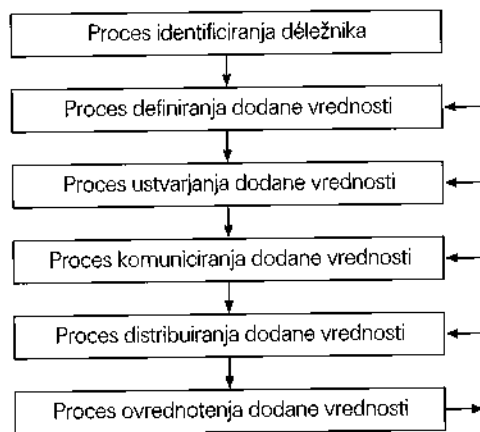 Proces identificiranja déležnika
Proces definiranja dodane vrednosti
Proces ustvarjanja dodane vrednosti
Proces komuniciranja dodane vrednosti
Proces distribuiranja dodane vrednosti
Proces ovrednotenja dodane vrednosti